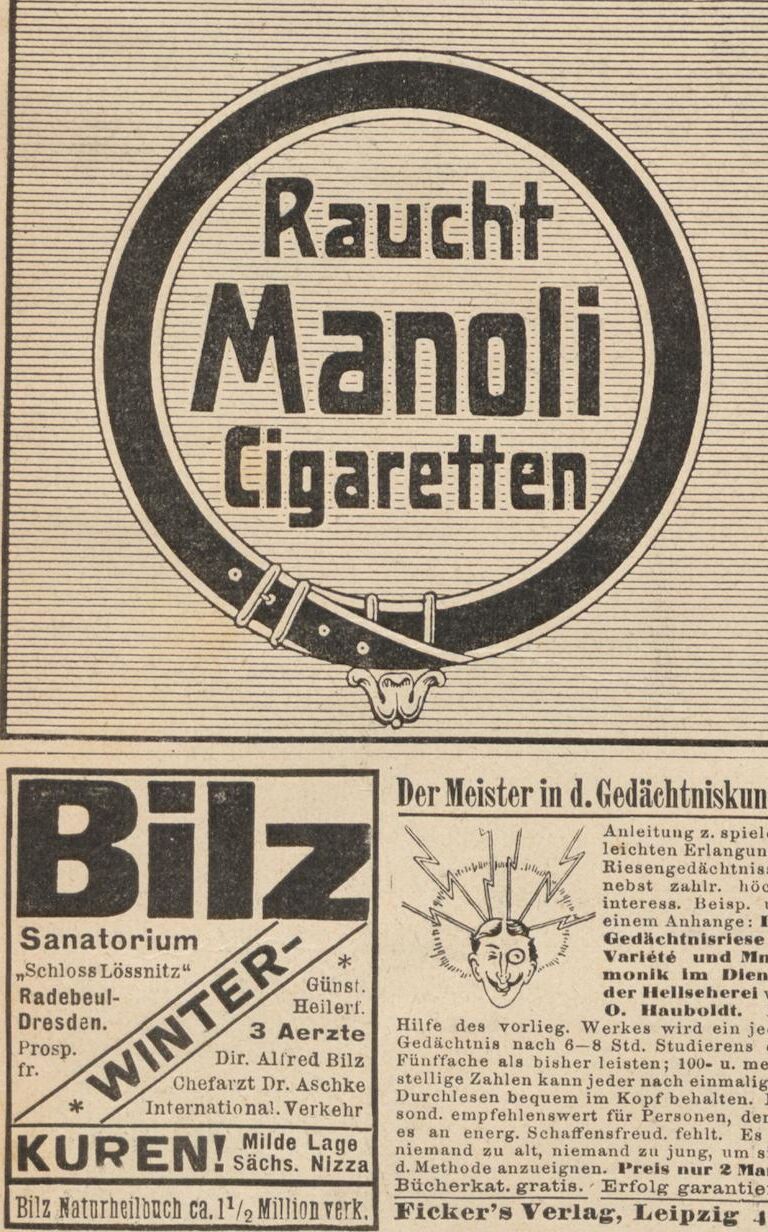 Raucht
Manoli
Cigaretten
Bilz
Sanatorium
„Schloss Lössnitz“
Radebeul-
Dresden.
Prosp.
fr.
* WINTER- *
Günst.
Heilerf.
3 Aerzte
Dir. Alfred Bilz
Chefarzt Dr. Aschke
International. Verkehr
KUREN!
Milde Lage
Sächs. Nizza
Bilz Naturheilbuch ca. 1½ Million verk.
Der Meister in d. Gedächtniskun
Anleitung z. spiel
leichten Erlangun
Riesengedächtnis
nebst zahlr. höc
interess. Beisp.
einem Anhange:
Gedächtnisriese
Variété und Mn
monik im Dien
der Hellseherei
O. Hauboldt.
Hilfe des vorlieg. Werkes wird ein je
Gedächtnis nach 6—8 Std. Studierens
Fünffache als bisher leisten; 100- u. me
stellige Zahlen kann jeder nach einmalig
Durchlesen bequem im Kopf behalten.
sond. empfehlenswert für Personen, den
es an energ. Schaffensfreud. fehlt. Es
niemand zu alt, niemand zu jung, um s
d. Methode anzueignen. Preis nur 2 Ma
Bücherkat. gratis. Erfolg garantie
Ficker's Verlag, Leipzig